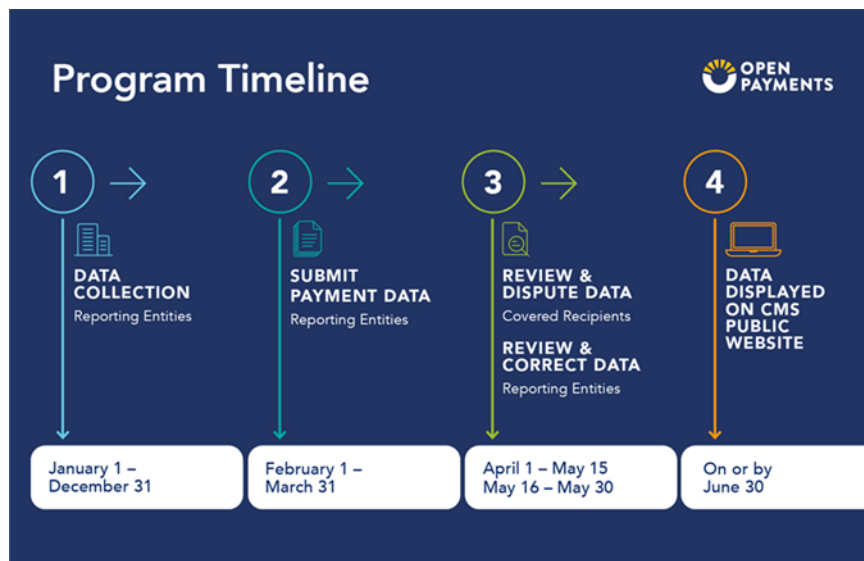 Program Timeline
OPEN
PAYMENTS
1
DATA
COLLECTION
Reporting Entities
January 1 –
December 31
2
SUBMIT
PAYMENT DATA
Reporting Entities
February 1 –
March 31
3
REVIEW &
DISPUTE DATA
Covered Recipients
REVIEW &
CORRECT DATA
Reporting Entities
April 1 – May 15
May 16 – May 30
4
DATA
DISPLAYED
ON CMS
PUBLIC
WEBSITE
On or by
June 30